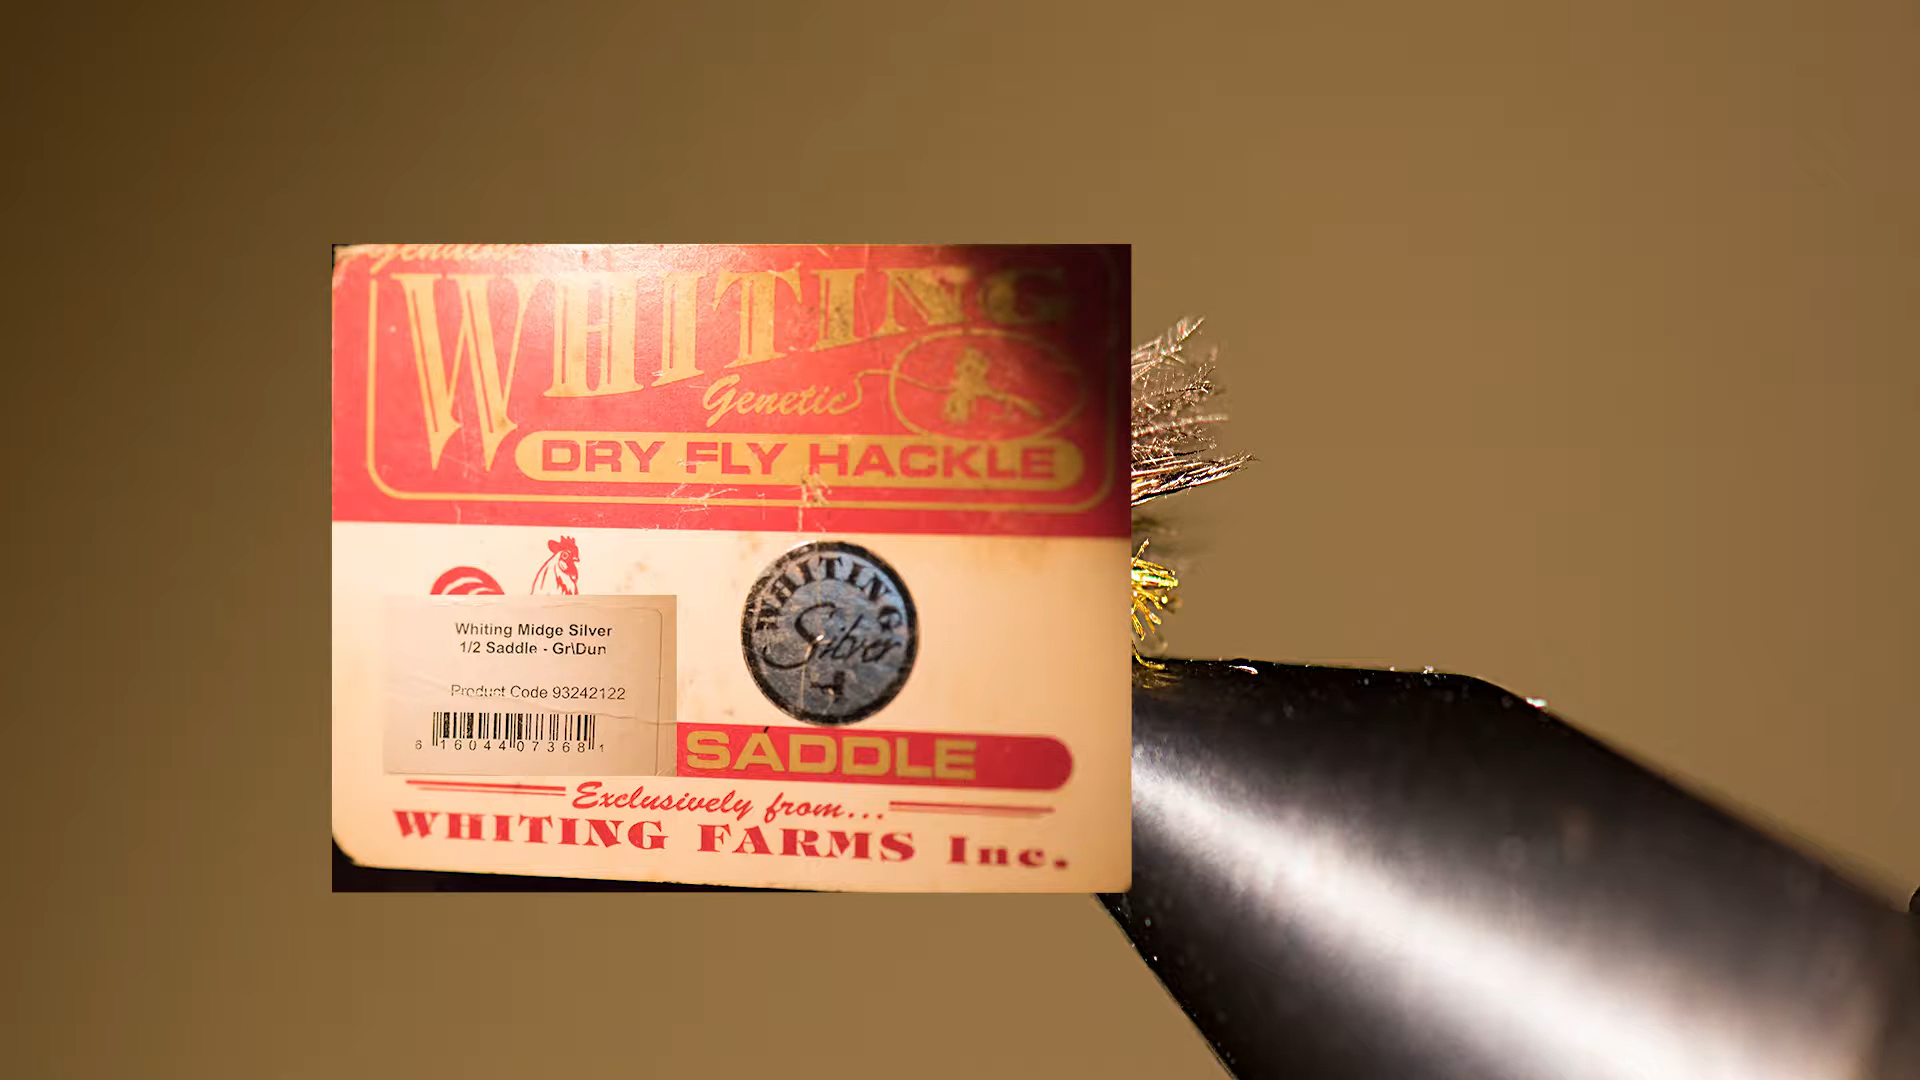 Genuine
WHITING
Genetic
DRY FLY HACKLE
WHITING
Silver
Whiting Midge Silver
1/2 Saddle - Gr\Dun
Product Code 93242122
6 16044 07368 1
SADDLE
Exclusively from...
WHITING FARMS Inc.